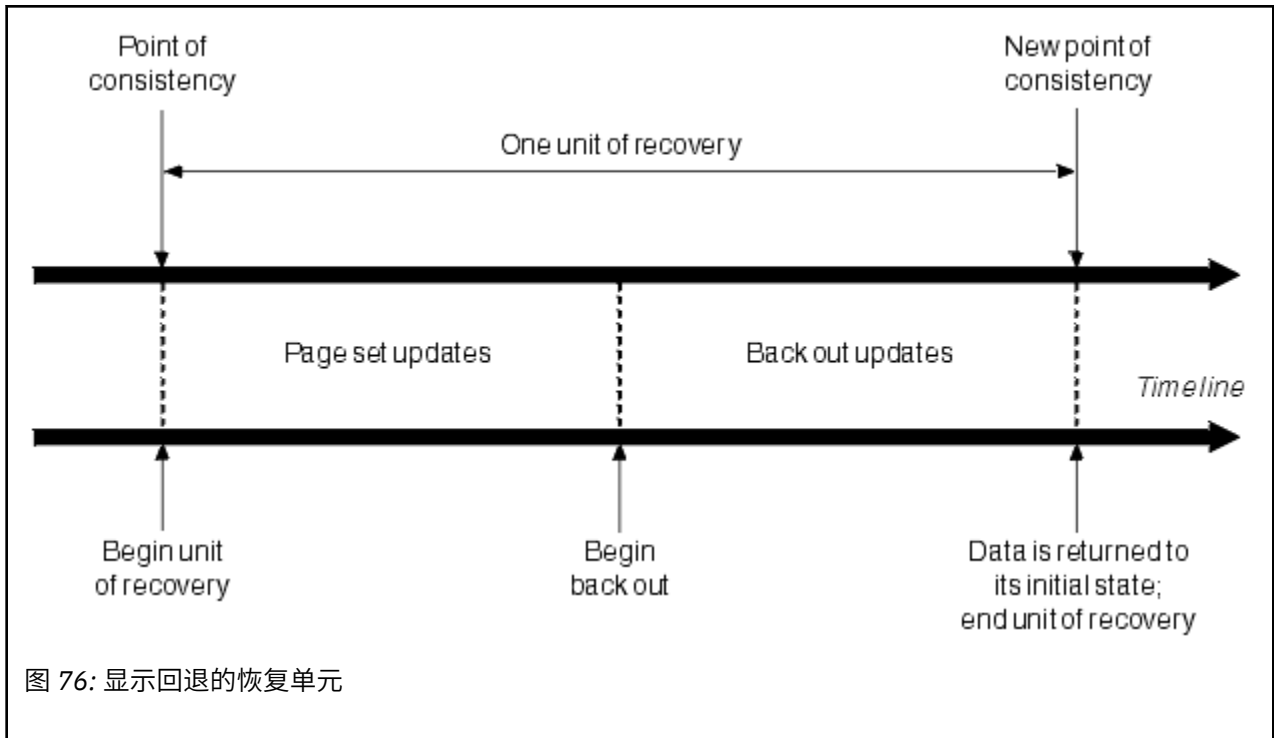 Point of
consistency
New point of
consistency
One unit of recovery
Page set updates
Back out updates
Timeline
Begin unit
of recovery
Begin
back out
Data is returned to
its initial state;
end unit of recovery
图 76: 显示回退的恢复单元